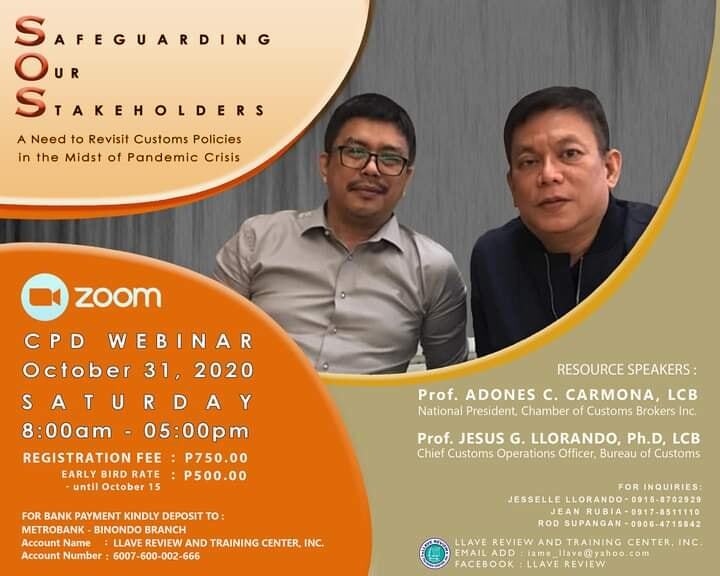 SAFEGUARDING
OUR
STAKEHOLDERS
A Need to Revisit Customs Policies
in the Midst of Pandemic Crisis
zoom
CPD WEBINAR
October 31, 2020
SATURDAY
8:00am - 05:00pm
REGISTRATION FEE : P750.00
EARLY BIRD RATE : P500.00
- until October 15
FOR BANK PAYMENT KINDLY DEPOSIT TO :
METROBANK - BINONDO BRANCH
Account Name : LLAVE REVIEW AND TRAINING CENTER, INC.
Account Number : 6007-600-002-666
RESOURCE SPEAKERS :
Prof. ADONES C. CARMONA, LCB
National President, Chamber of Customs Brokers Inc.
Prof. JESUS G. LLORANDO, Ph.D, LCB
Chief Customs Operations Officer, Bureau of Customs
FOR INQUIRIES:
JESSELLE LLORANDO - 0915-8702929
JEAN RUBIA - 0917-8511110
ROD SUPANGAN - 0906-4715842
LLAVE REVIEW AND TRAINING CENTER, INC.
EMAIL ADD : iame_llave@yahoo.com
FACEBOOK : LLAVE REVIEW